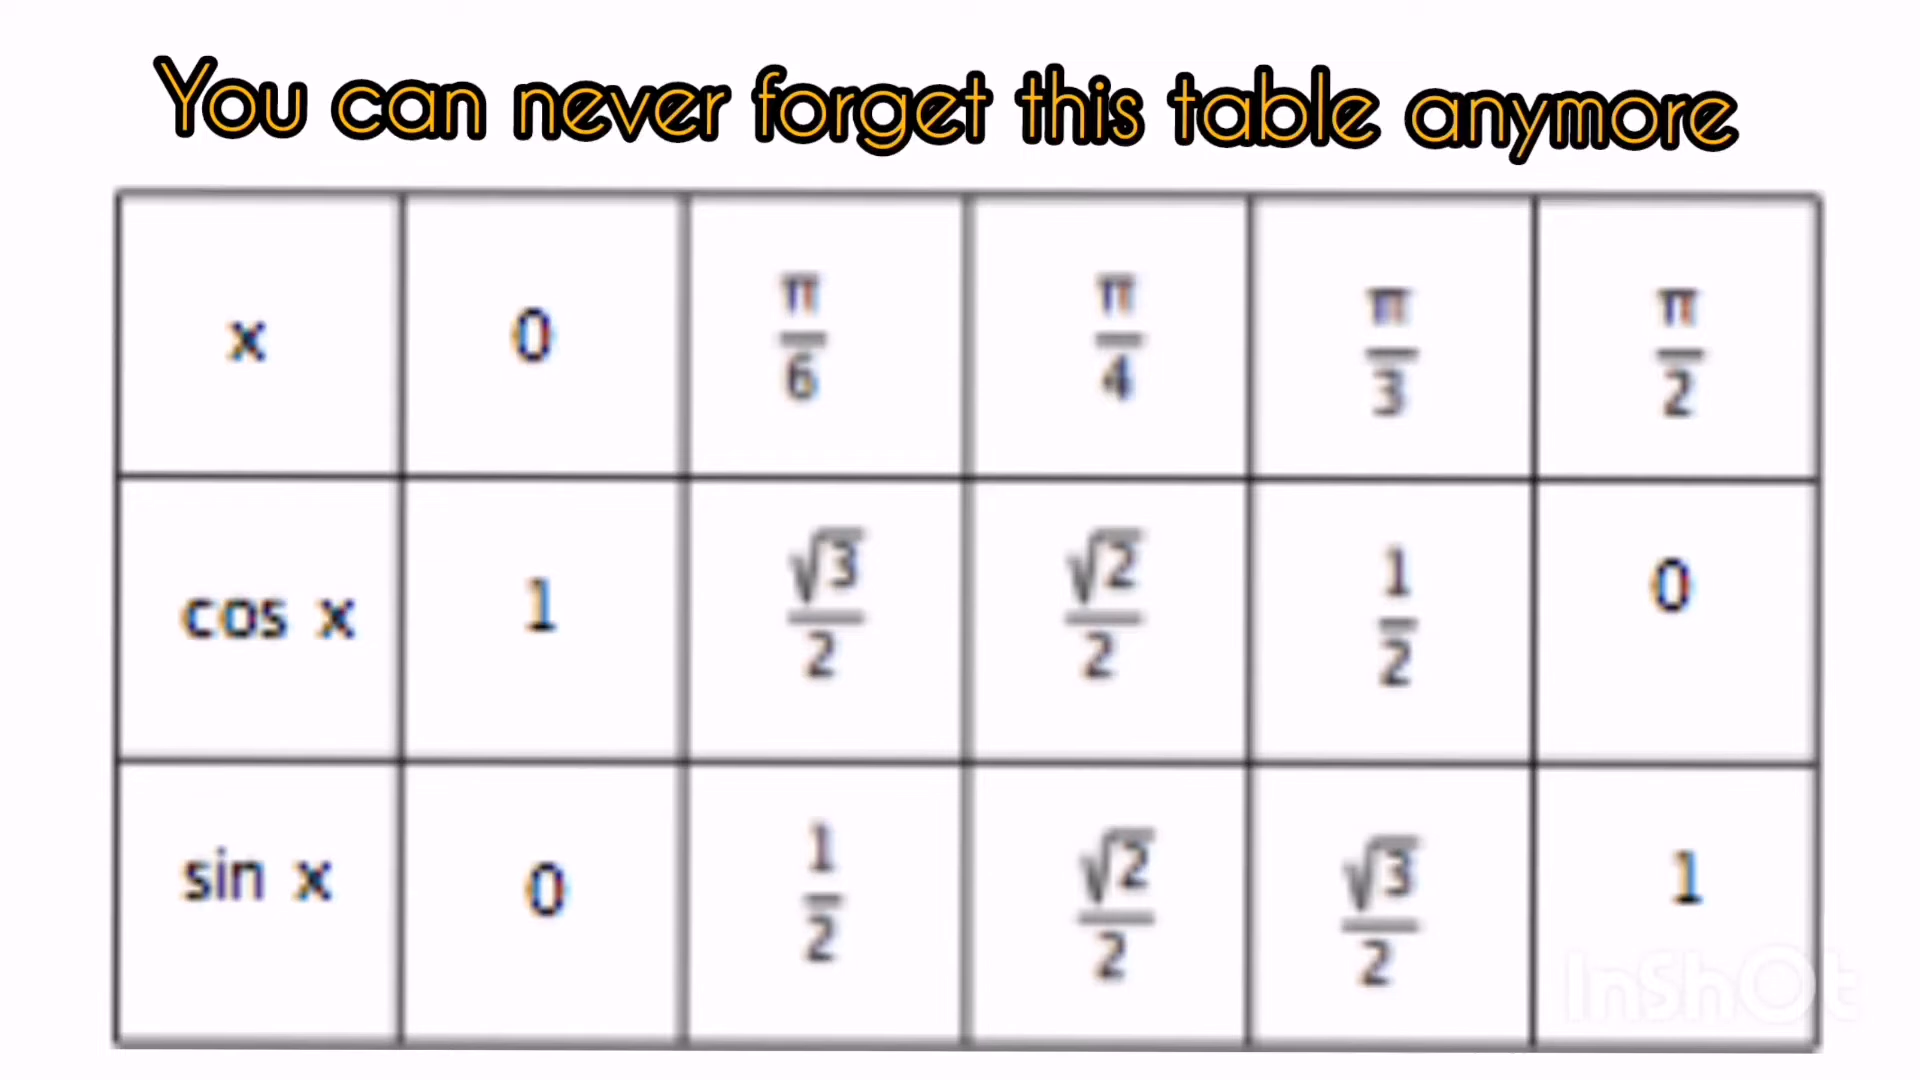 You can never forget this table anymore
x 0 π/6 π/4 π/3 π/2
cos x 1 √3/2 √2/2 1/2 0
sin x 0 1/2 √2/2 √3/2 1
InShOt